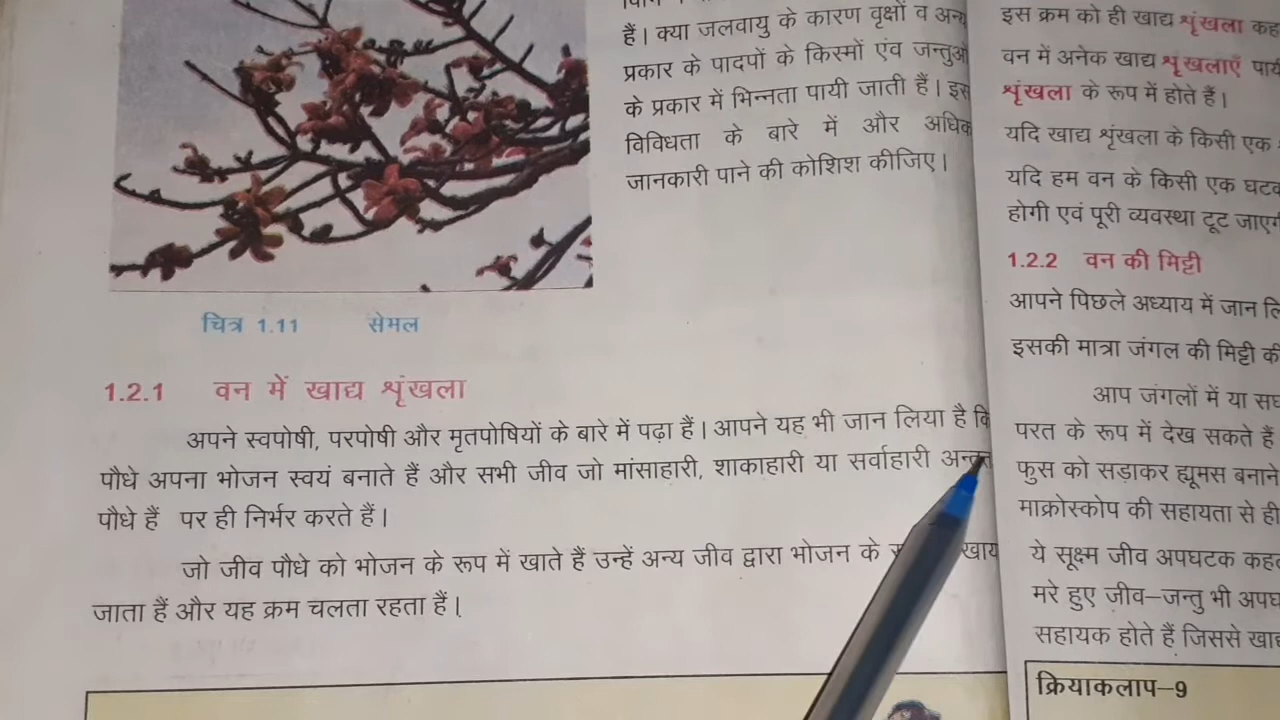 हैं। क्या जलवायु के कारण वृक्षों व अन्य
प्रकार के पादपों के किस्मों एंव जन्तुओ
के प्रकार में भिन्नता पायी जाती हैं। इस
विविधता के बारे में और अधिक
जानकारी पाने की कोशिश कीजिए।
चित्र 1.11 सेमल
1.2.1 वन में खाद्य श्रृंखला
अपने स्वपोषी, परपोषी और मृतपोषियों के बारे में पढ़ा हैं। आपने यह भी जान लिया है कि
पौधे अपना भोजन स्वयं बनाते हैं और सभी जीव जो मांसाहारी, शाकाहारी या सर्वाहारी
पौधे हैं पर ही निर्भर करते हैं।
जो जीव पौधे को भोजन के रूप में खाते हैं उन्हें अन्य जीव द्वारा भोजन के
जाता हैं और यह क्रम चलता रहता हैं।
इस क्रम को ही खाद्य श्रृंखला
वन में अनेक खाद्य श्रृखलाएँ
श्रृंखला के रूप में होते हैं।
यदि खाद्य श्रृंखला के किसी एक
यदि हम वन के किसी एक
होगी एवं पूरी व्यवस्था टूट
1.2.2 वन की मिट्टी
आपने पिछले अध्याय में जान
इसकी मात्रा जंगल की मिट्टी
आप जंगलों में या
परत के रूप में देख सकते हैं
फुस को सड़ाकर ह्यूमस बनाने
माक्रोस्कोप की सहायता से ही
ये सूक्ष्म जीव अपघटक
मरे हुए जीव–जन्तु भी
सहायक होते हैं जिससे
क्रियाकलाप–9